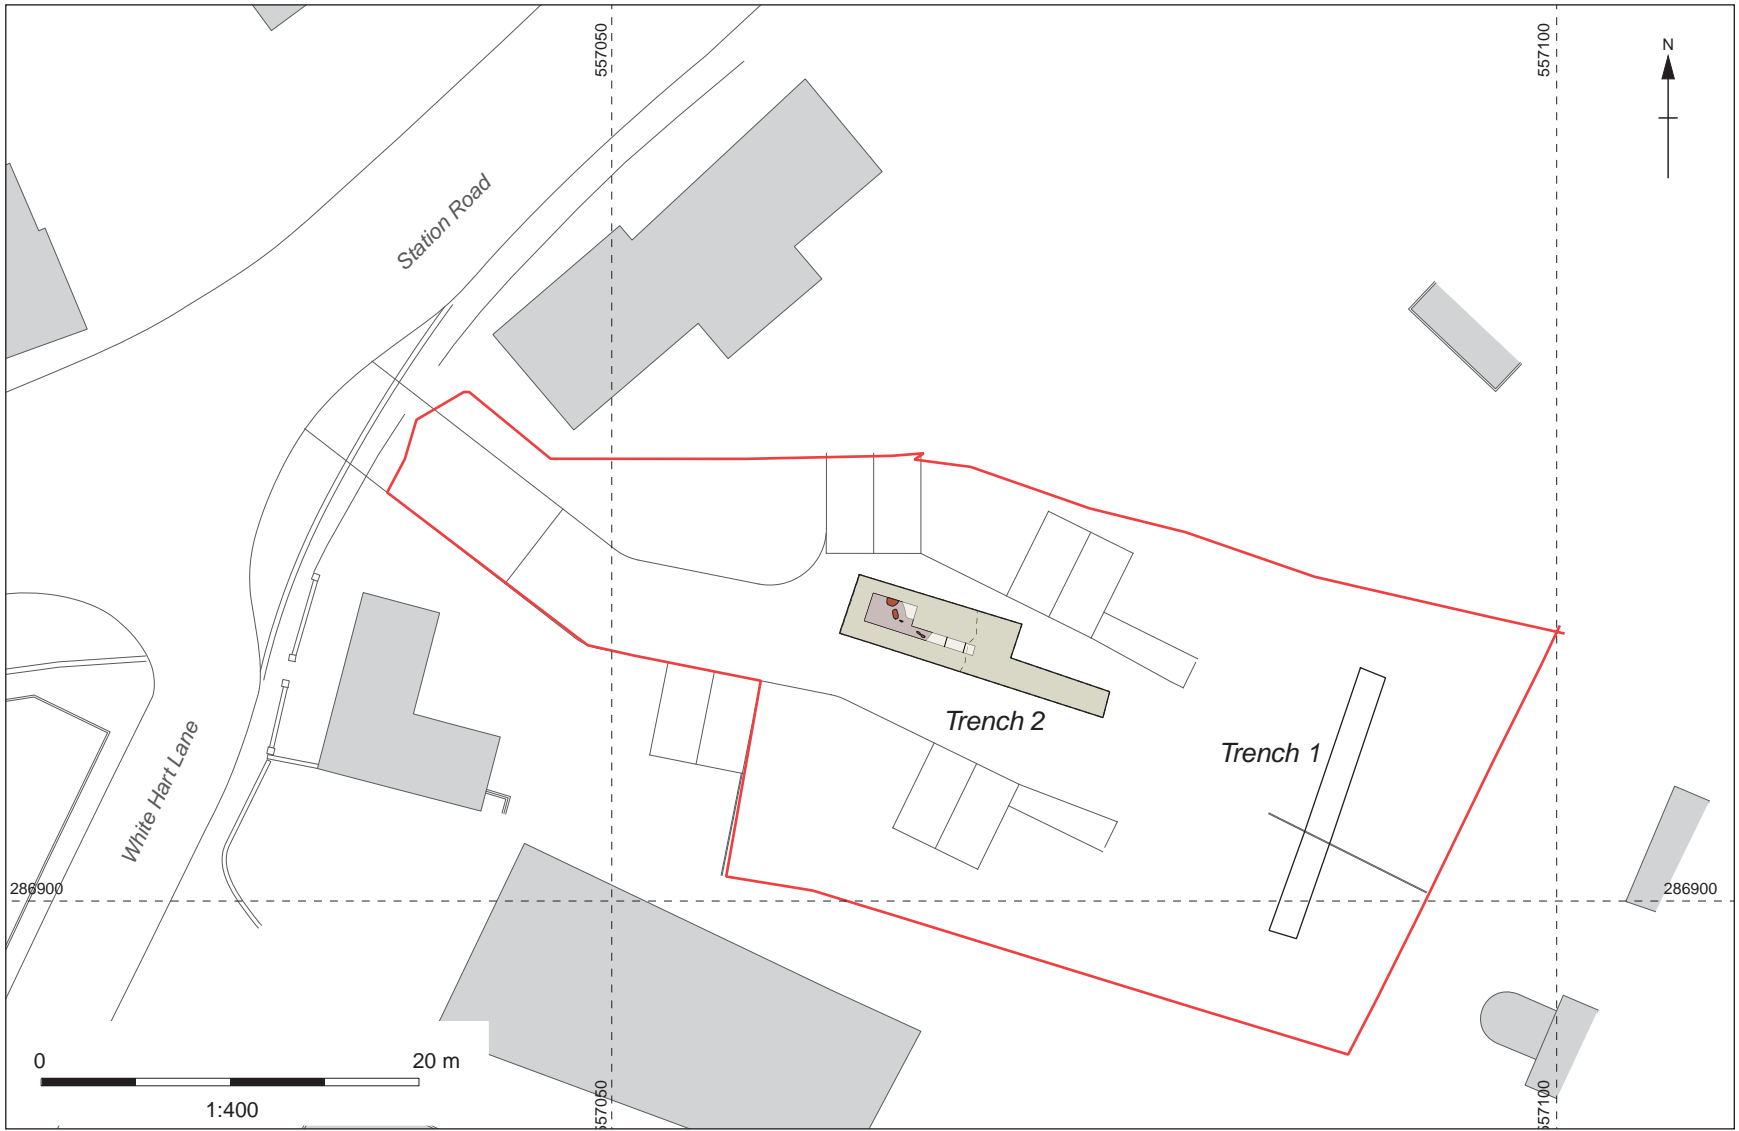 557050
557100
N
Station Road
Trench 2
Trench 1
White Hart Lane
286900
286900
0
20 m
1:400
557050
557100